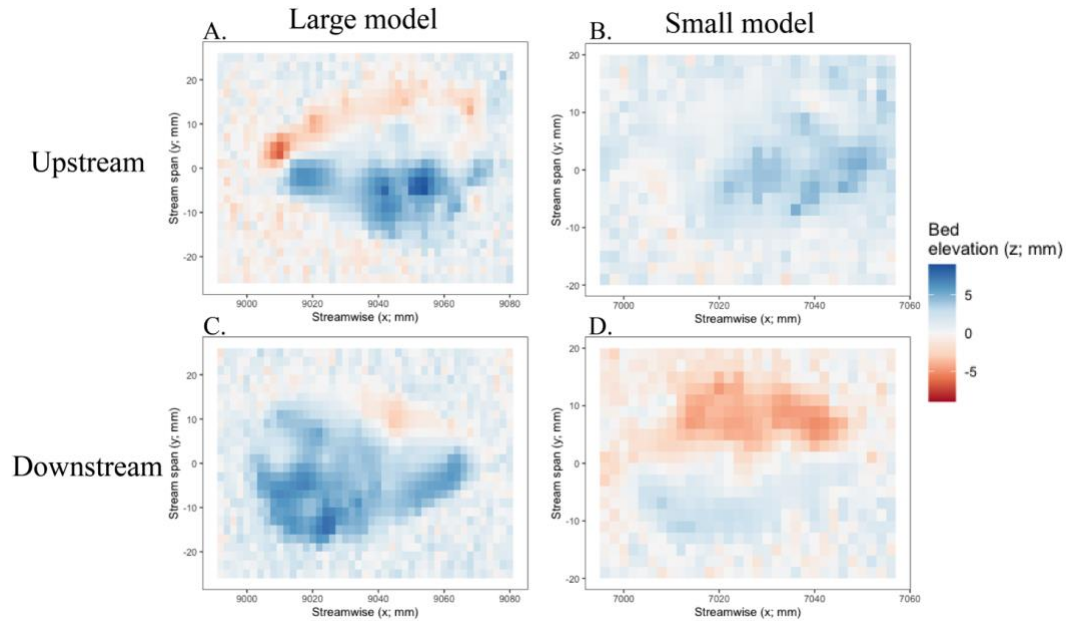 Large model
Small model
A.
B.
Upstream
Stream span (y; mm)
20
10
0
-10
-20
9000
9020
9040
9060
9080
Streamwise (x; mm)
Stream span (y; mm)
20
10
0
-10
-20
7000
7020
7040
7060
Streamwise (x; mm)
Bed
elevation (z; mm)
5
0
-5
C.
D.
Downstream
Stream span (y; mm)
20
10
0
-10
-20
9000
9020
9040
9060
9080
Streamwise (x; mm)
Stream span (y; mm)
20
10
0
-10
-20
7000
7020
7040
7060
Streamwise (x; mm)